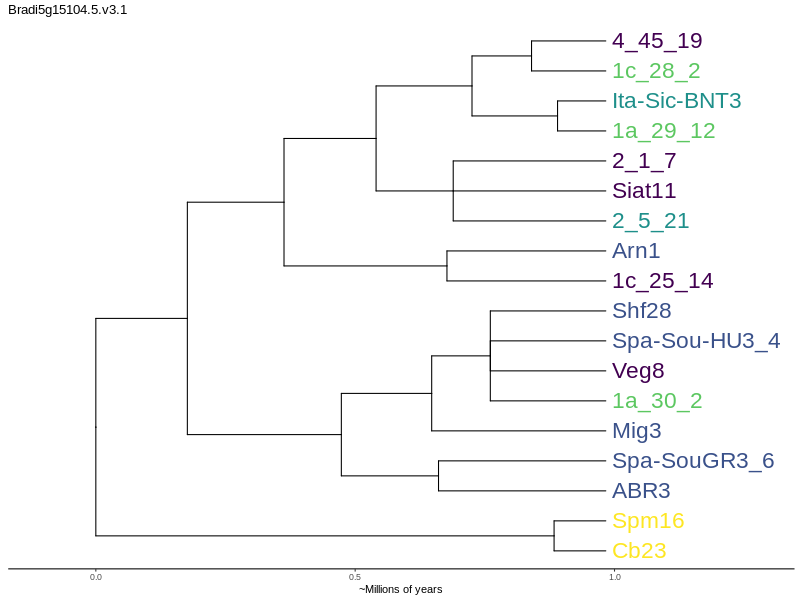 Bradi5g15104.5.v3.1
4_45_19
1c_28_2
Ita-Sic-BNT3
1a_29_12
2_1_7
Siat11
2_5_21
Arn1
1c_25_14
Shf28
Spa-Sou-HU3_4
Veg8
1a_30_2
Mig3
Spa-SouGR3_6
ABR3
Spm16
Cb23
0.0 0.5 1.0
~Millions of years